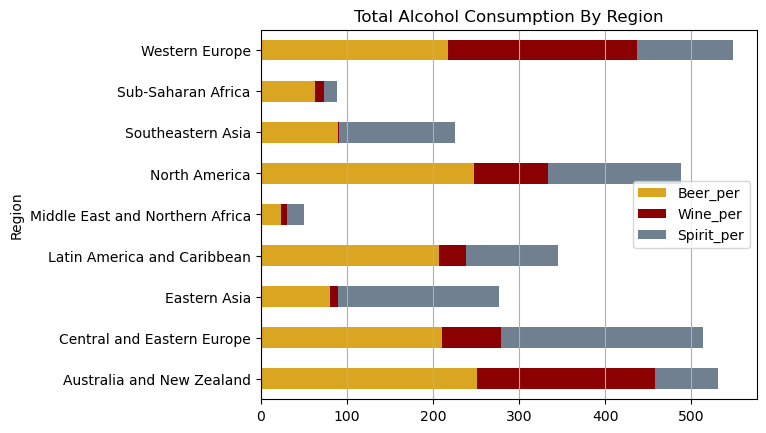 Total Alcohol Consumption By Region
Region
Western Europe
Sub-Saharan Africa
Southeastern Asia
North America
Middle East and Northern Africa
Latin America and Caribbean
Eastern Asia
Central and Eastern Europe
Australia and New Zealand
Beer_per
Wine_per
Spirit_per
0 100 200 300 400 500